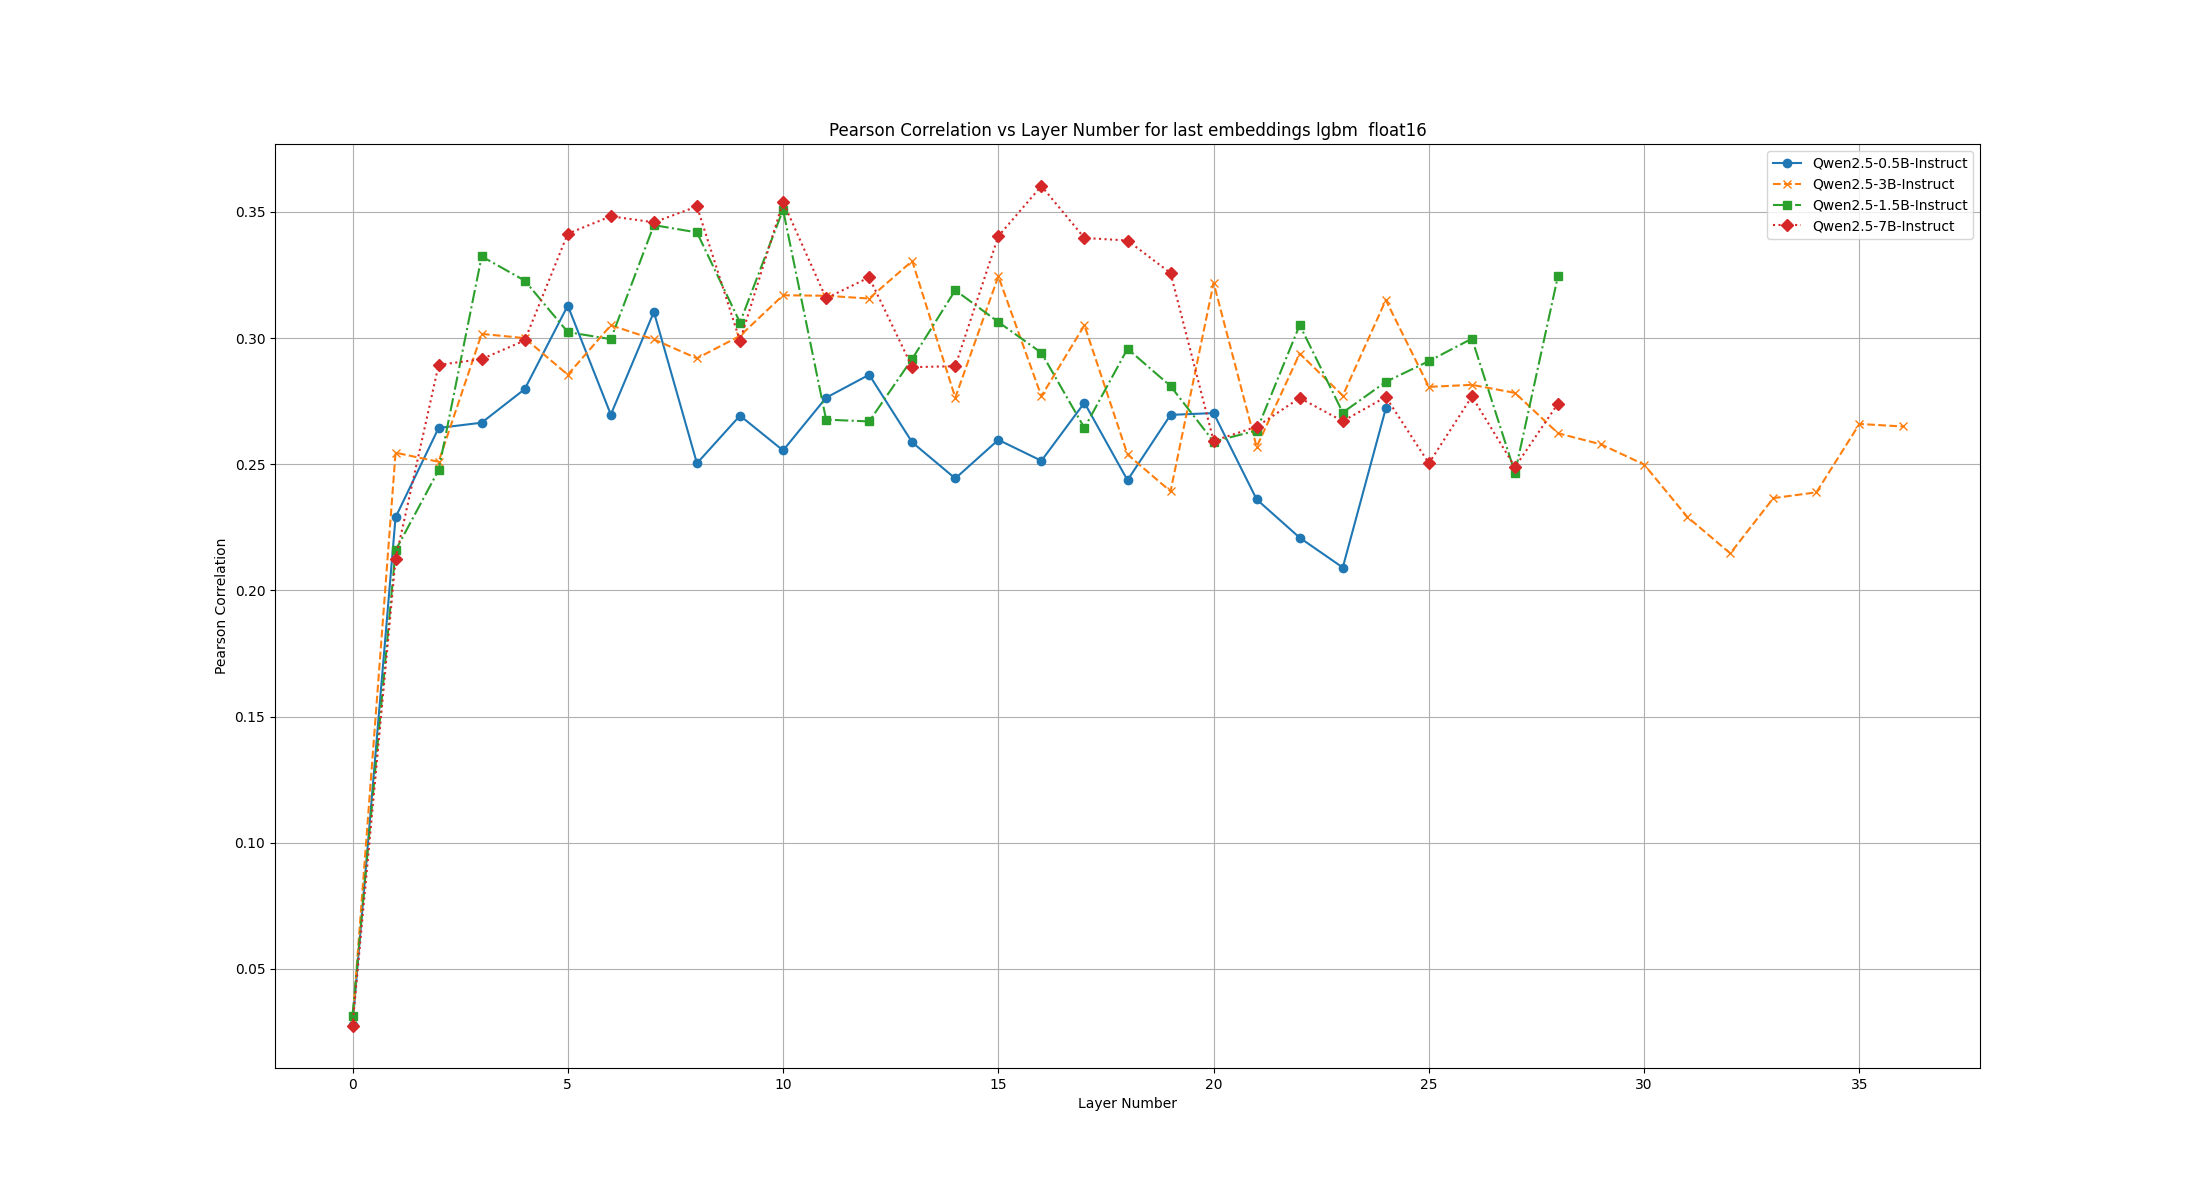 Pearson Correlation vs Layer Number for last embeddings lgbm  float16
Qwen2.5-0.5B-Instruct
Qwen2.5-3B-Instruct
Qwen2.5-1.5B-Instruct
Qwen2.5-7B-Instruct
Pearson Correlation
0.35
0.30
0.25
0.20
0.15
0.10
0.05
0 5 10 15 20 25 30 35
Layer Number